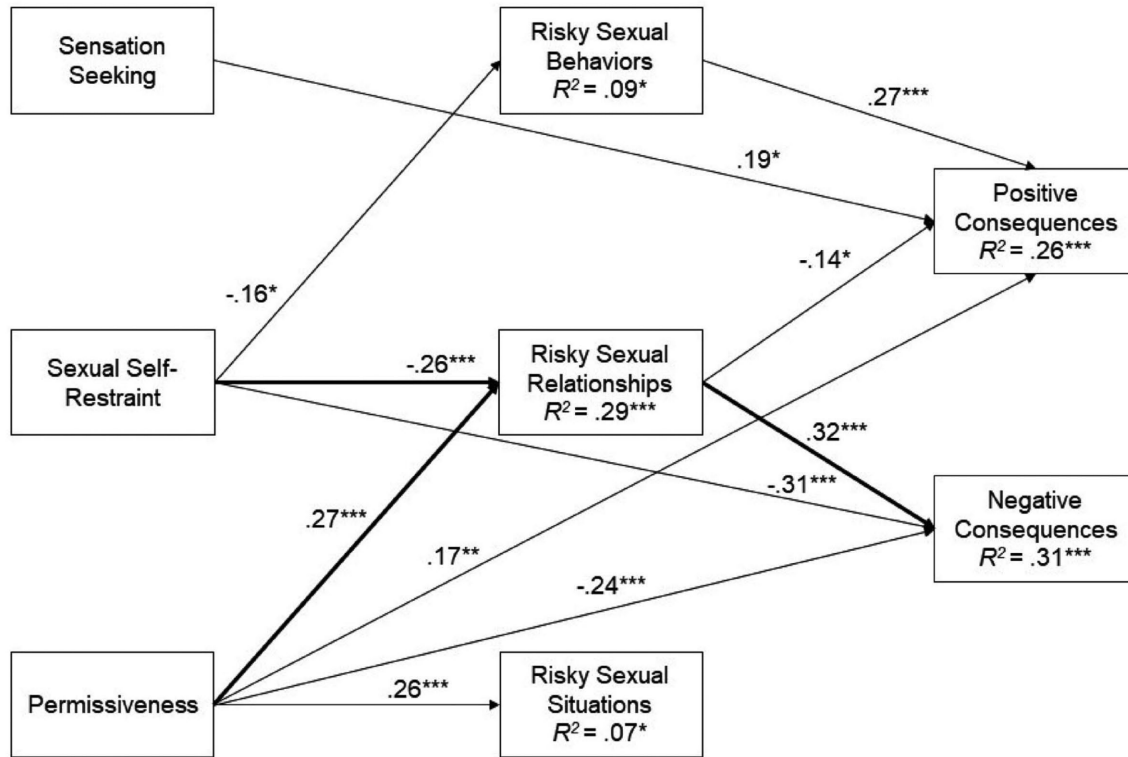 Sensation
Seeking
Risky Sexual
Behaviors
R² = .09*
.27***
.19*
Positive
Consequences
R² = .26***
-.14*
-.16*
Sexual Self-
Restraint
-.26***
Risky Sexual
Relationships
R² = .29***
.32***
-.31***
Negative
Consequences
R² = .31***
.27***
.17**
-.24***
Permissiveness
.26***
Risky Sexual
Situations
R² = .07*